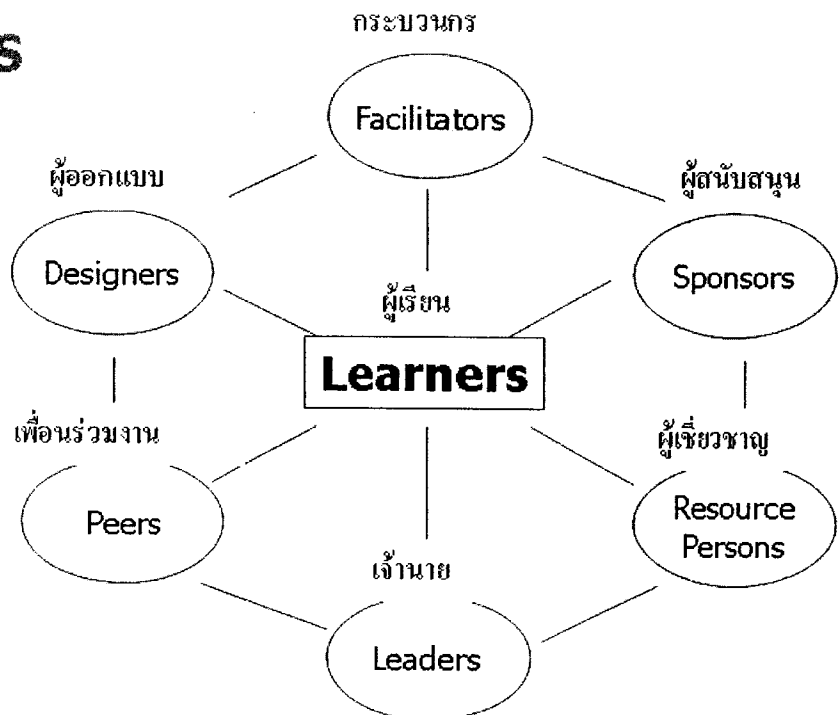 s
กระบวนกร
Facilitators
ผู้ออกแบบ
ผู้สนับสนุน
Designers
Sponsors
ผู้เรียน
Learners
เพื่อนร่วมงาน
ผู้เชี่ยวชาญ
Peers
Resource
Persons
เจ้านาย
Leaders